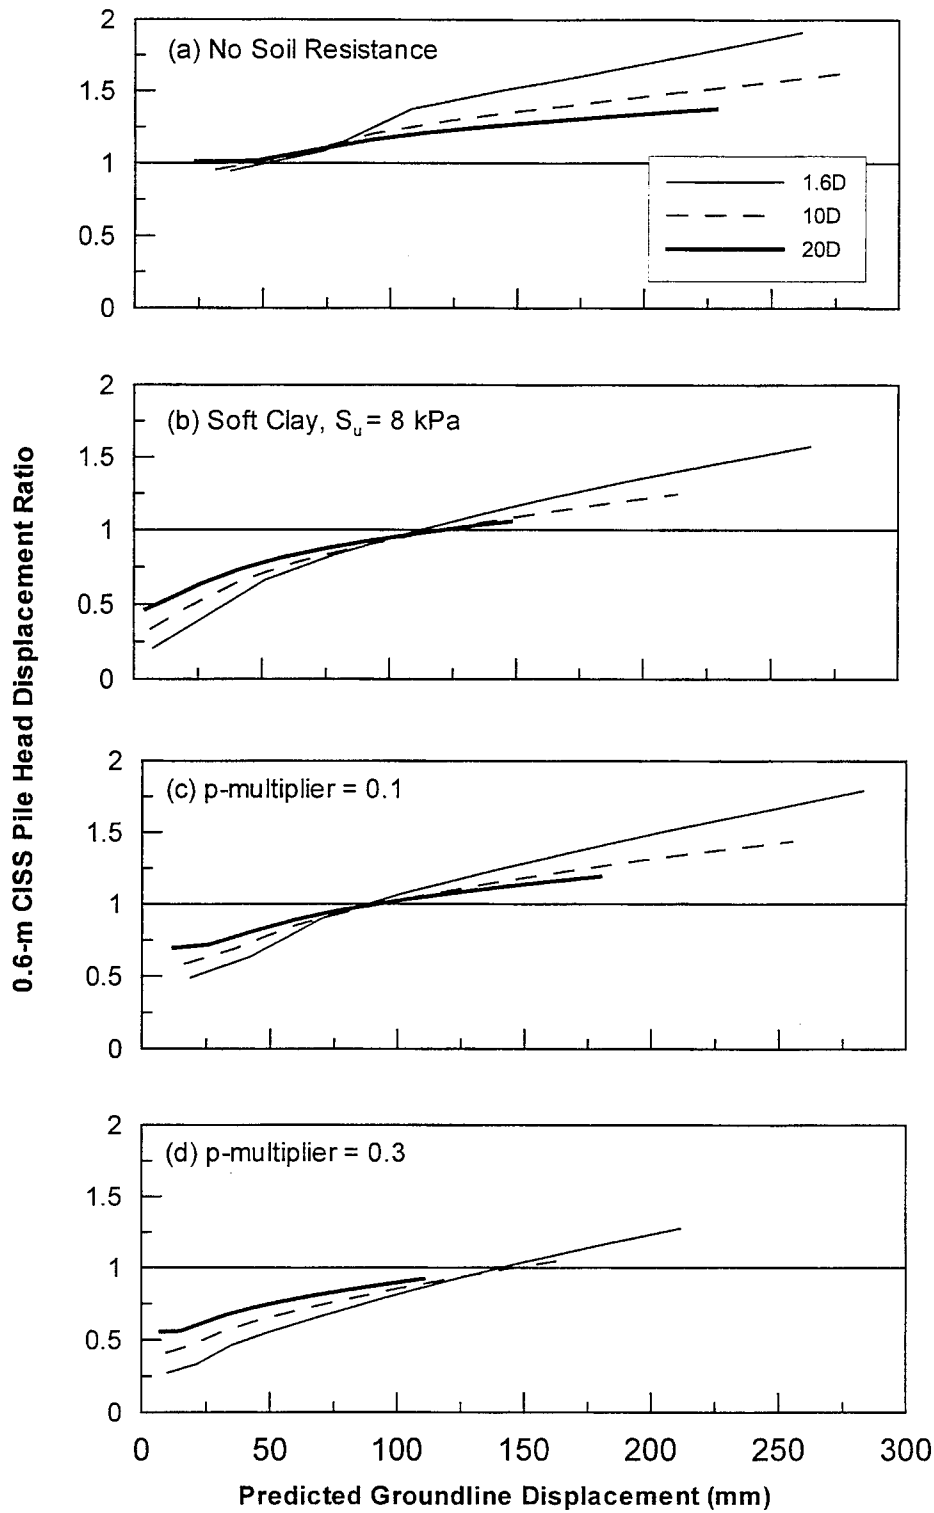 2
(a) No Soil Resistance
1.5
1
1.6D
10D
0.5
20D
0
2
(b) Soft Clay, Su = 8 kPa
1.5
1
0.5
0
0.6-m CISS Pile Head Displacement Ratio
2
(c) p-multiplier = 0.1
1.5
1
0.5
0
2
(d) p-multiplier = 0.3
1.5
1
0.5
0
0 50 100 150 200 250 300
Predicted Groundline Displacement (mm)